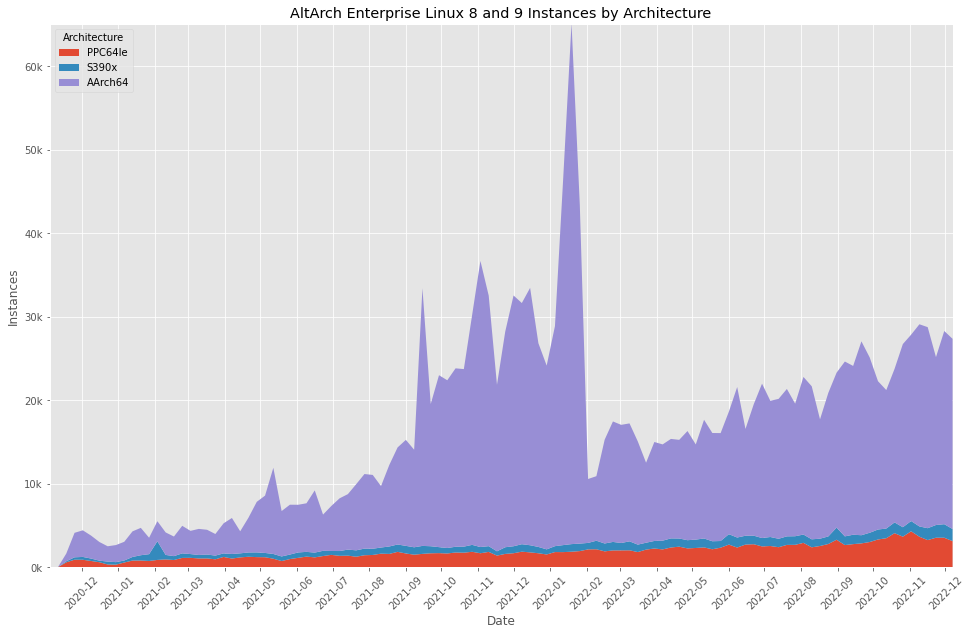 AltArch Enterprise Linux 8 and 9 Instances by Architecture
Architecture
PPC64le
S390x
AArch64
Instances
60k
50k
40k
30k
20k
10k
0k
2020-12
2021-01
2021-02
2021-03
2021-04
2021-05
2021-06
2021-07
2021-08
2021-09
2021-10
2021-11
2021-12
2022-01
2022-02
2022-03
2022-04
2022-05
2022-06
2022-07
2022-08
2022-09
2022-10
2022-11
2022-12
Date